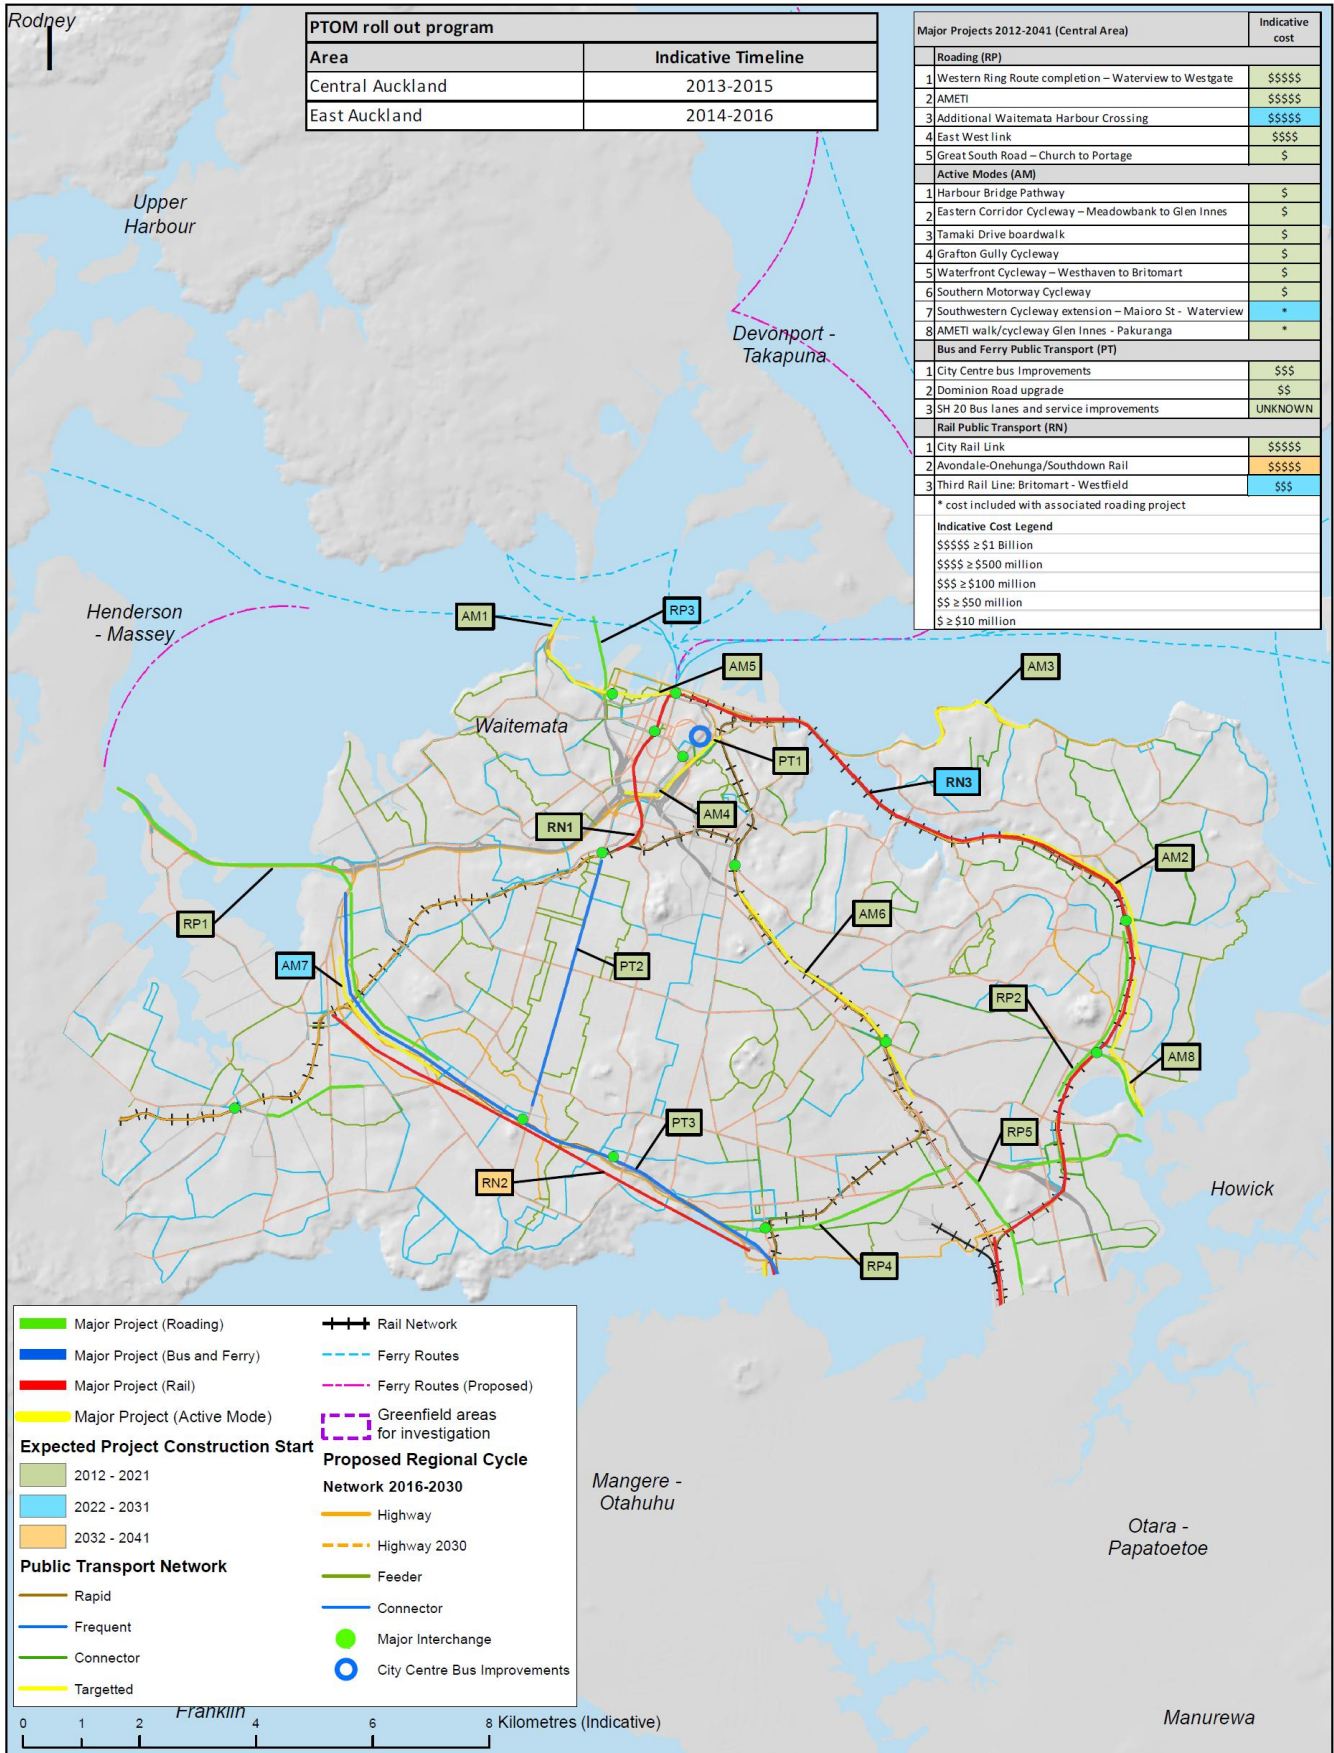 Rodney
PTOM roll out program
Area Indicative Timeline
Central Auckland 2013-2015
East Auckland 2014-2016
Major Projects 2012-2041 (Central Area) Indicative cost
Roading (RP)
1 Western Ring Route completion – Waterview to Westgate $$$$$
2 AMETI $$$$$
3 Additional Waitemata Harbour Crossing $$$$$
4 East West link $$$$
5 Great South Road – Church to Portage $
Active Modes (AM)
1 Harbour Bridge Pathway $
2 Eastern Corridor Cycleway – Meadowbank to Glen Innes $
3 Tamaki Drive boardwalk $
4 Grafton Gully Cycleway $
5 Waterfront Cycleway – Westhaven to Britomart $
6 Southern Motorway Cycleway $
7 Southwestern Cycleway extension – Maioro St - Waterview *
8 AMETI walk/cycleway Glen Innes - Pakuranga *
Bus and Ferry Public Transport (PT)
1 City Centre bus Improvements $$$
2 Dominion Road upgrade $$
3 SH 20 Bus lanes and service improvements UNKNOWN
Rail Public Transport (RN)
1 City Rail Link $$$$$
2 Avondale-Onehunga/Southdown Rail $$$$$
3 Third Rail Line: Britomart - Westfield $$$
* cost included with associated roading project
Indicative Cost Legend
$$$$$ ≥ $1 Billion
$$$$ ≥ $500 million
$$$ ≥ $100 million
$$ ≥ $50 million
$ ≥ $10 million
Upper
Harbour
Devonport -
Takapuna
Henderson
- Massey
AM1
RP3
AM5
AM3
Waitemata
PT1
RN3
AM4
RN1
AM2
RP1
AM6
AM7
PT2
RP2
AM8
PT3
RP5
RN2
Howick
RP4
Major Project (Roading)
Major Project (Bus and Ferry)
Major Project (Rail)
Major Project (Active Mode)
Expected Project Construction Start
2012 - 2021
2022 - 2031
2032 - 2041
Public Transport Network
Rapid
Frequent
Connector
Targetted
Rail Network
Ferry Routes
Ferry Routes (Proposed)
Greenfield areas
for investigation
Proposed Regional Cycle
Network 2016-2030
Highway
Highway 2030
Feeder
Connector
Major Interchange
City Centre Bus Improvements
Mangere -
Otahuhu
Otara -
Papatoetoe
Franklin
Manurewa
0 1 2 4 6 8 Kilometres (Indicative)